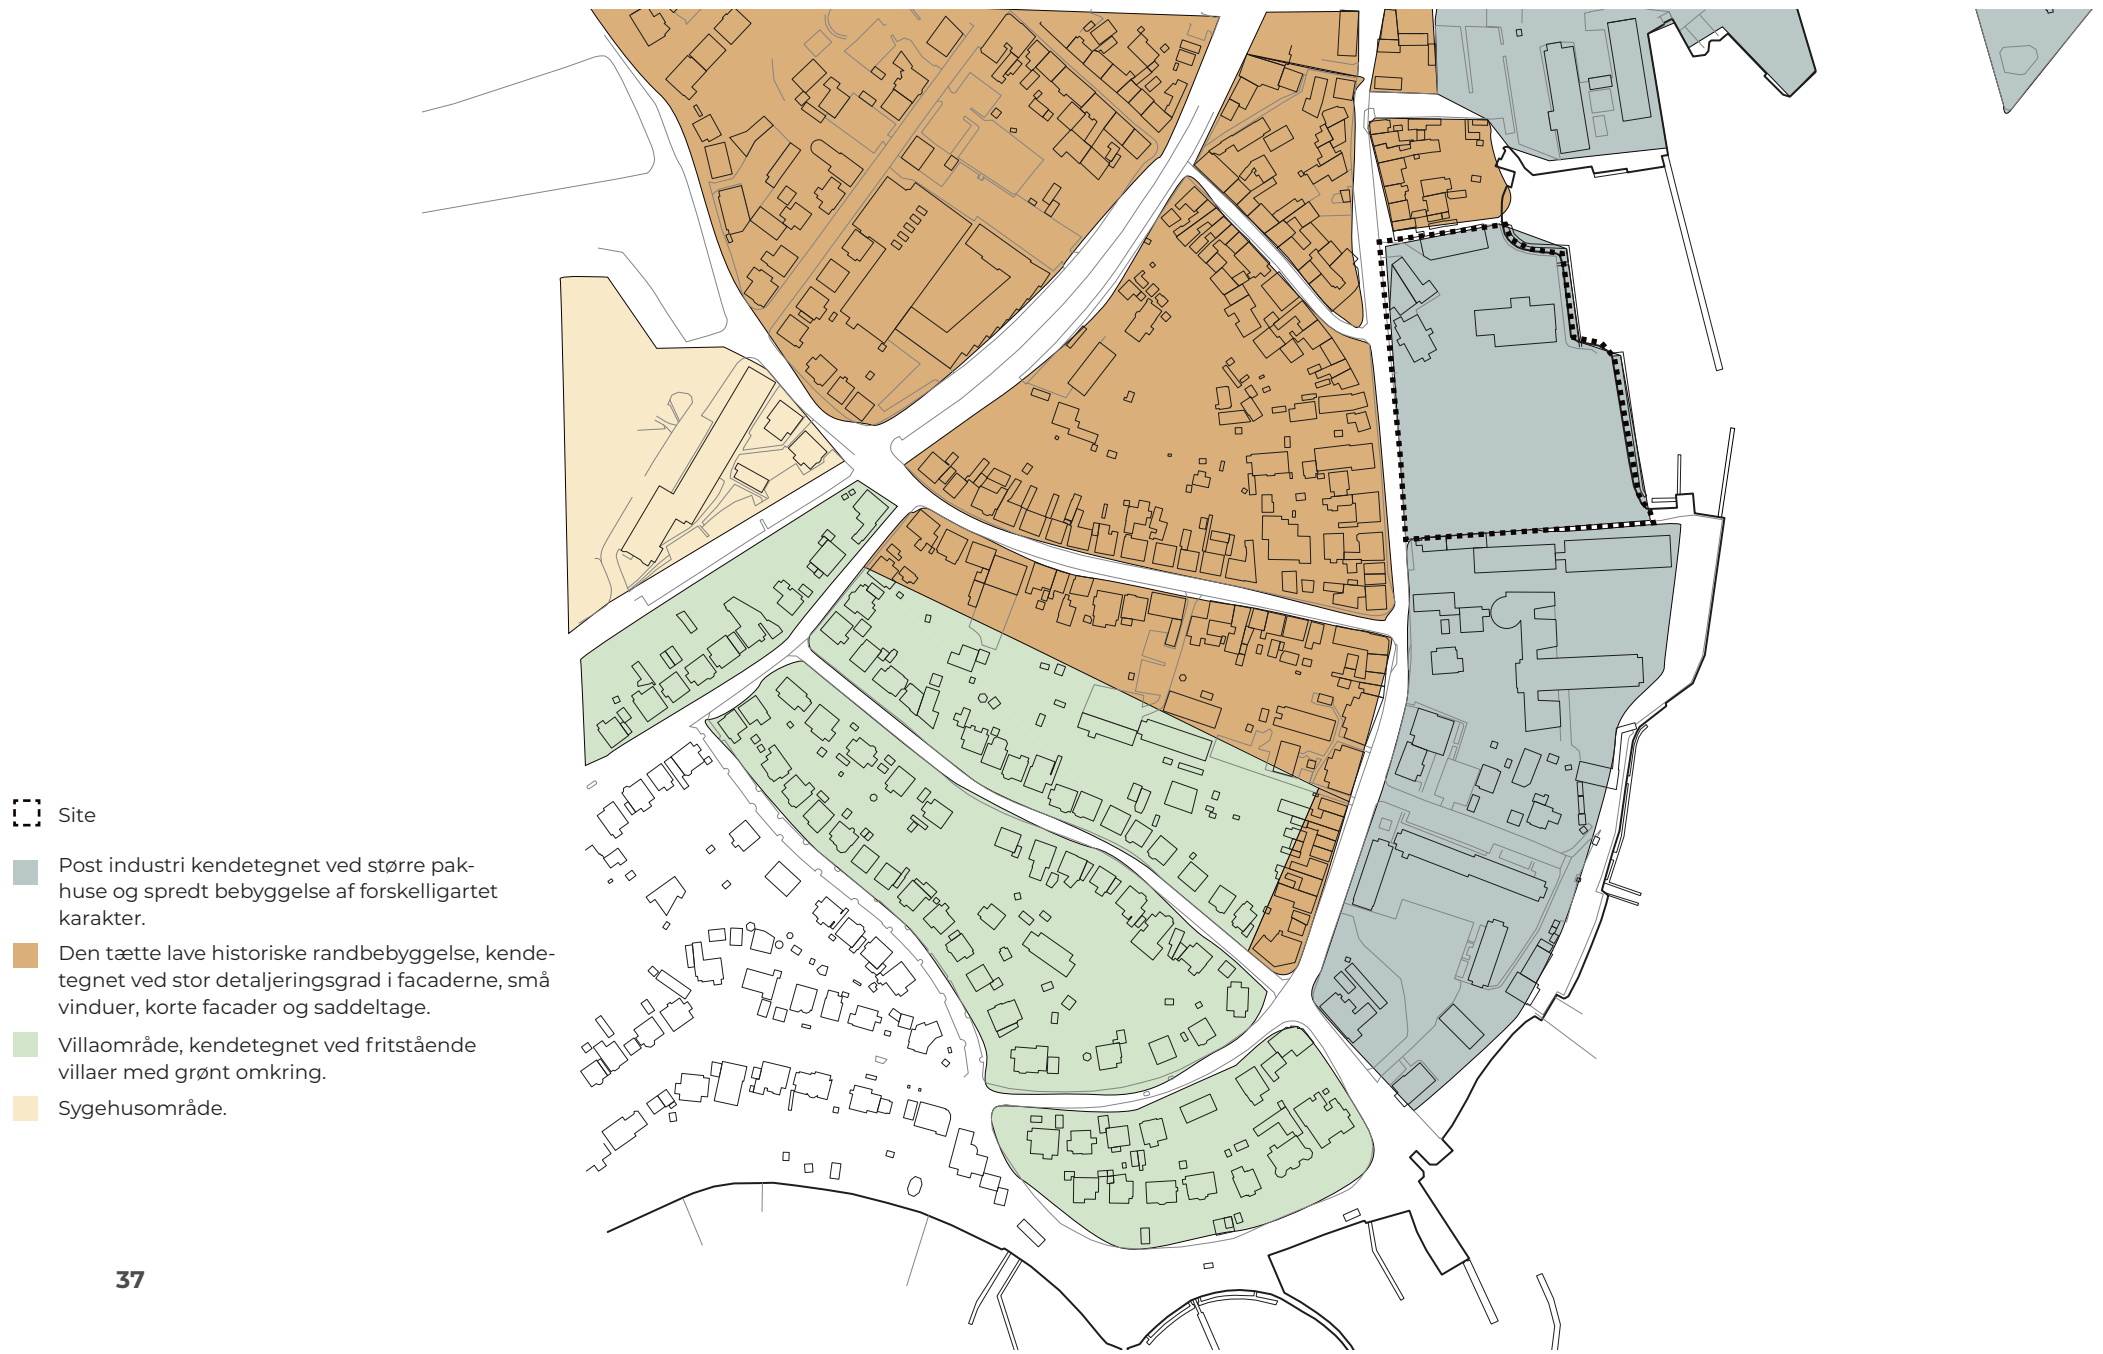 Site
Post industri kendetegnet ved større pak-
huse og spredt bebyggelse af forskelligartet
karakter.
Den tætte lave historiske randbebyggelse, kende-
tegnet ved stor detaljeringsgrad i facaderne, små
vinduer, korte facader og saddeltage.
Villaområde, kendetegnet ved fritstående
villaer med grønt omkring.
Sygehusområde.
37